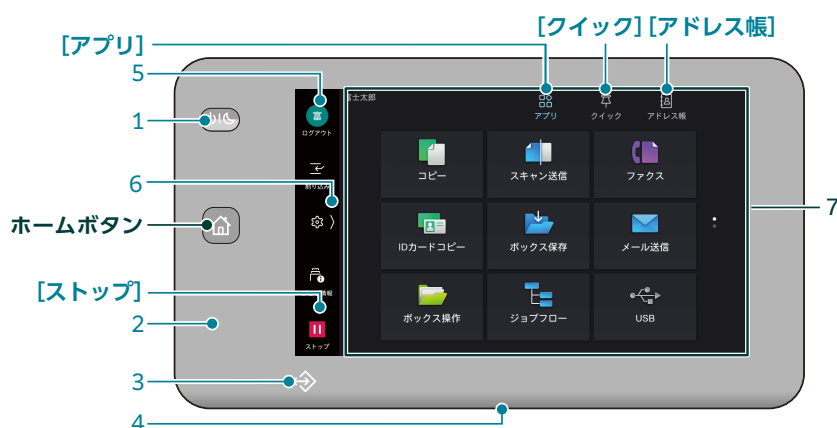 [クイック] [アドレス帳]
[アプリ]
5
富士太郎
富
ログアウト
アプリ
クイック
アドレス帳
1
割り込み
コピー
スキャン送信
ファクス
6
7
ホームボタン
IDカードコピー
ボックス保存
メール送信
[ストップ]
情報
ボックス操作
ジョブフロー
USB
2
ストップ
3
4